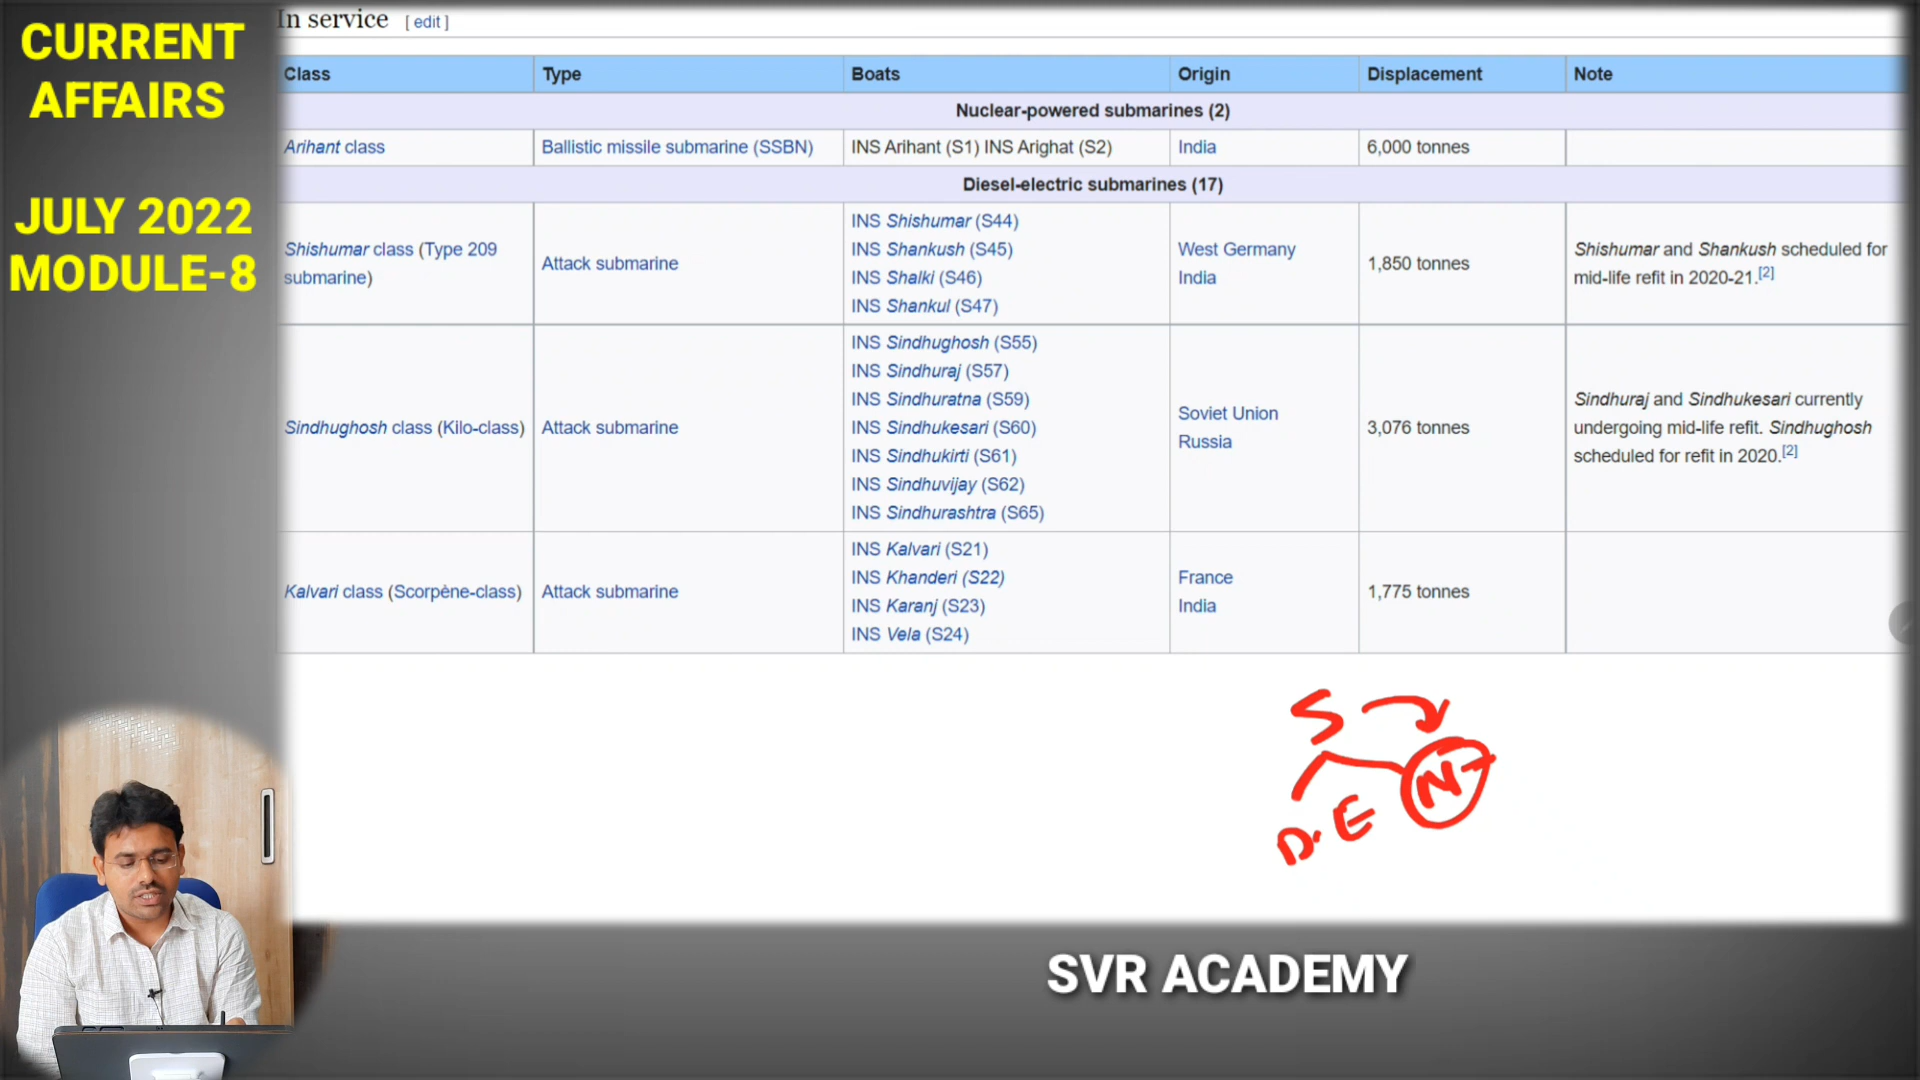 CURRENT
AFFAIRS
JULY 2022
MODULE-8
In service [ edit ]
Class Type Boats Origin Displacement Note
Nuclear-powered submarines (2)
Arihant class Ballistic missile submarine (SSBN) INS Arihant (S1) INS Arighat (S2) India 6,000 tonnes
Diesel-electric submarines (17)
Shishumar class (Type 209
submarine)
Attack submarine
INS Shishumar (S44)
INS Shankush (S45)
INS Shalki (S46)
INS Shankul (S47)
West Germany
India
1,850 tonnes
Shishumar and Shankush scheduled for
mid-life refit in 2020-21.[2]
Sindhughosh class (Kilo-class)
Attack submarine
INS Sindhughosh (S55)
INS Sindhuraj (S57)
INS Sindhuratna (S59)
INS Sindhukesari (S60)
INS Sindhukirti (S61)
INS Sindhuvijay (S62)
INS Sindhurashtra (S65)
Soviet Union
Russia
3,076 tonnes
Sindhuraj and Sindhukesari currently
undergoing mid-life refit. Sindhughosh
scheduled for refit in 2020.[2]
Kalvari class (Scorpène-class)
Attack submarine
INS Kalvari (S21)
INS Khanderi (S22)
INS Karanj (S23)
INS Vela (S24)
France
India
1,775 tonnes
S
D.E N
SVR ACADEMY